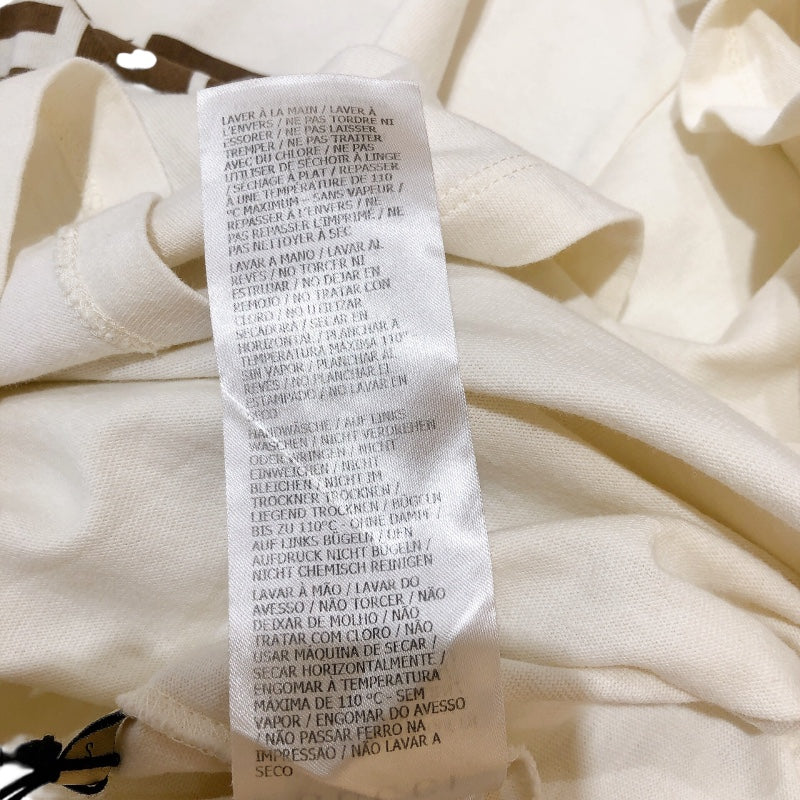 LAVER À LA MAIN / LAVER À
L'ENVERS / NE PAS TORDRE NI
ESSORER / NE PAS LAISSER
TREMPER / NE PAS TRAITER
AVEC DU CHLORE / NE PAS
UTILISER DE SÉCHOIR À LINGE
/ SÉCHAGE À PLAT / REPASSER
À UNE TEMPÉRATURE DE 110
°C MAXIMUM – SANS VAPEUR /
REPASSER À L'ENVERS / NE
PAS REPASSER L'IMPRIMÉ / NE
PAS NETTOYER À SEC
LAVAR A MANO / LAVAR AL
REVÉS / NO TORCER NI
ESTRUJAR / NO DEJAR EN
REMOJO / NO TRATAR CON
CLORO / NO UTILIZAR
SECADORA / SECAR EN
HORIZONTAL / PLANCHAR A
TEMPERATURA MÁXIMA 110°
SIN VAPOR / PLANCHAR AL
REVÉS / NO PLANCHAR EL
ESTAMPADO / NO LAVAR EN
SECO
HANDWÄSCHE / AUF LINKS
WASCHEN / NICHT VERDREHEN
ODER WRINGEN / NICHT
EINWEICHEN / NICHT
BLEICHEN / NICHT IM
TROCKNER TROCKNEN /
LIEGEND TROCKNEN / BÜGELN
BIS ZU 110°C - OHNE DAMPF /
AUF LINKS BÜGELN / DEN
AUFDRUCK NICHT BÜGELN /
NICHT CHEMISCH REINIGEN
LAVAR À MÃO / LAVAR DO
AVESSO / NÃO TORCER / NÃO
DEIXAR DE MOLHO / NÃO
TRATAR COM CLORO / NÃO
USAR MÁQUINA DE SECAR /
SECAR HORIZONTALMENTE /
ENGOMAR À TEMPERATURA
MÁXIMA DE 110 °C - SEM
VAPOR / ENGOMAR DO AVESSO
/ NÃO PASSAR FERRO NA
IMPRESSÃO / NÃO LAVAR A
SECO